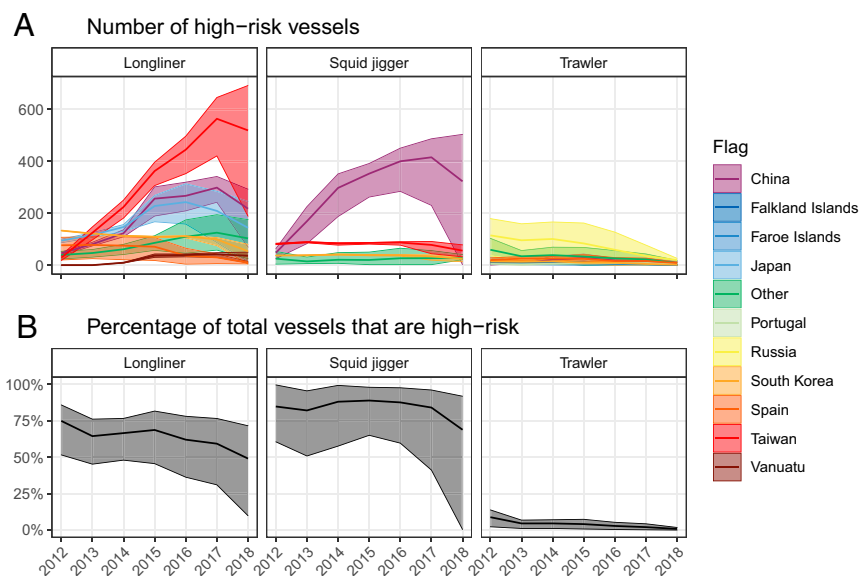 A
Number of high−risk vessels
Longliner
Squid jigger
Trawler
600
400
200
0
B
Percentage of total vessels that are high−risk
Longliner
Squid jigger
Trawler
100%
75%
50%
25%
0%
2012 2013 2014 2015 2016 2017 2018
2012 2013 2014 2015 2016 2017 2018
2012 2013 2014 2015 2016 2017 2018
Flag
China
Falkland Islands
Faroe Islands
Japan
Other
Portugal
Russia
South Korea
Spain
Taiwan
Vanuatu